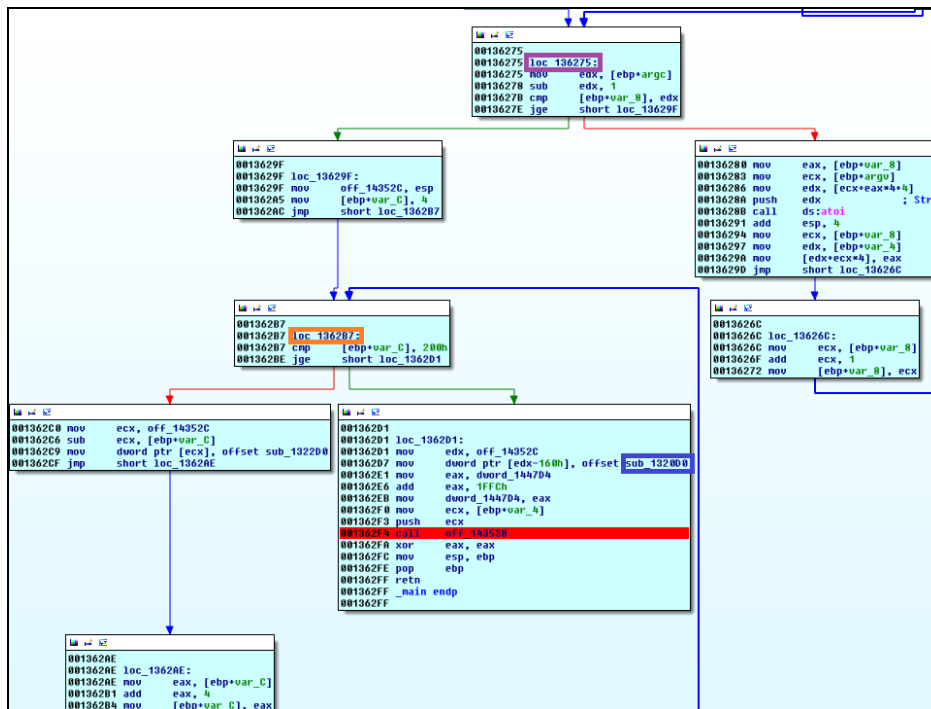 00136275
00136275 loc_136275:
00136275 mov edx, [ebp+argc]
00136278 sub edx, 1
0013627B cmp [ebp+var_8], edx
0013627E jge short loc_13629F
0013629F
0013629F loc_13629F:
0013629F mov off_14352C, esp
001362A5 mov [ebp+var_C], 4
001362AC jmp short loc_1362B7
00136280 mov eax, [ebp+var_8]
00136283 mov ecx, [ebp+argv]
00136286 mov edx, [ecx+eax*4+4]
0013628A push edx ; Str
0013628B call ds:atoi
00136291 add esp, 4
00136294 mov ecx, [ebp+var_8]
00136297 mov edx, [ebp+var_4]
0013629A mov [edx+ecx*4], eax
0013629D jmp short loc_13626C
001362B7
001362B7 loc_1362B7:
001362B7 cmp [ebp+var_C], 200h
001362BE jge short loc_1362D1
0013626C
0013626C loc_13626C:
0013626C mov ecx, [ebp+var_8]
0013626F add ecx, 1
00136272 mov [ebp+var_8], ecx
001362C0 mov ecx, off_14352C
001362C6 sub ecx, [ebp+var_C]
001362C9 mov dword ptr [ecx], offset sub_1322D0
001362CF jmp short loc_1362AE
001362D1
001362D1 loc_1362D1:
001362D1 mov edx, off_14352C
001362D7 mov dword ptr [edx-160h], offset sub_1320D0
001362E1 mov eax, dword_1447D4
001362E6 add eax, 1FFCh
001362EB mov dword_1447D4, eax
001362F0 mov ecx, [ebp+var_4]
001362F3 push ecx
001362F4 call off_143538
001362FA xor eax, eax
001362FC mov esp, ebp
001362FE pop ebp
001362FF retn
001362FF _main endp
001362FF
001362AE
001362AE loc_1362AE:
001362AE mov eax, [ebp+var_C]
001362B1 add eax, 4
001362B4 mov [ebp+var_C], eax